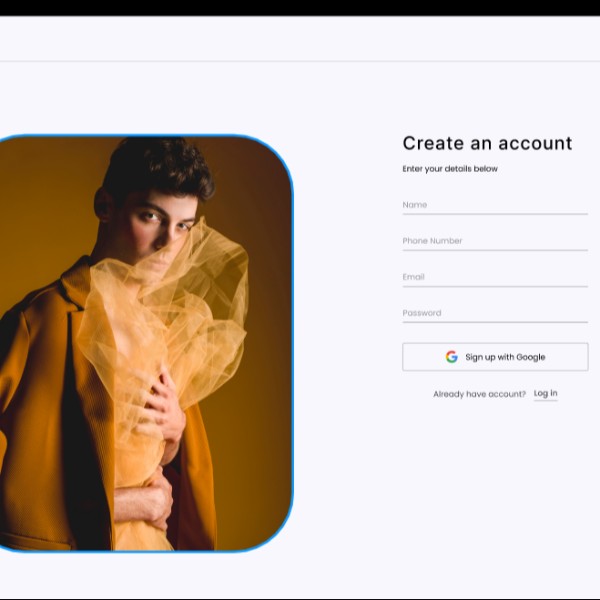 Create an account
Enter your details below
Name
Phone Number
Email
Password
Sign up with Google
Already have account? Log in